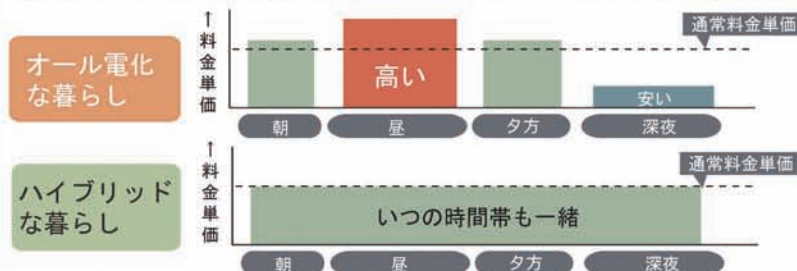 ↑料金単価
通常料金単価
オール電化
な暮らし
高い
安い
朝
昼
夕方
深夜
↑料金単価
通常料金単価
ハイブリッド
な暮らし
いつの時間帯も一緒
朝
昼
夕方
深夜